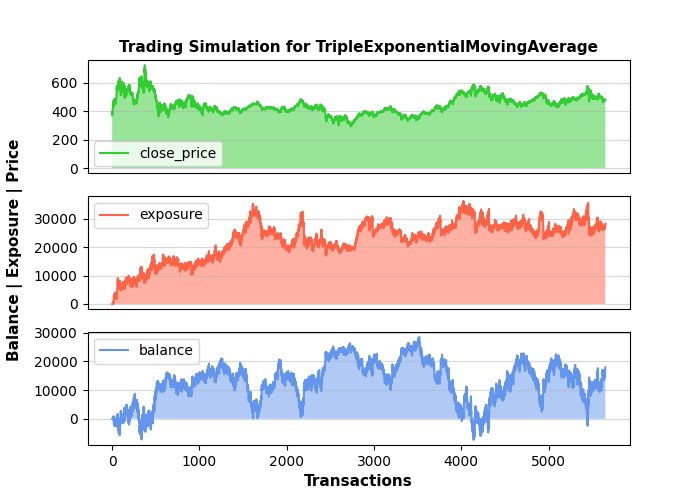 Trading Simulation for TripleExponentialMovingAverage
Balance | Exposure | Price
600
400
200
0
close_price
30000
20000
10000
0
exposure
30000
20000
10000
0
balance
0 1000 2000 3000 4000 5000
Transactions